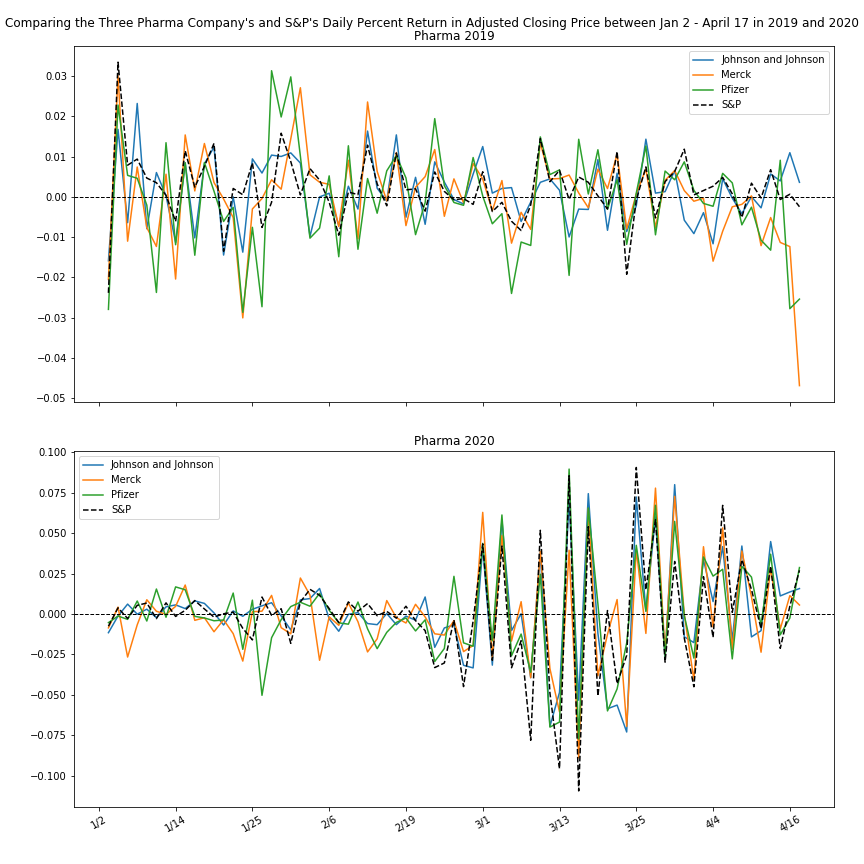 Comparing the Three Pharma Company's and S&P's Daily Percent Return in Adjusted Closing Price between Jan 2 - April 17 in 2019 and 2020
Pharma 2019
Johnson and Johnson
Merck
Pfizer
S&P
0.03
0.02
0.01
0.00
−0.01
−0.02
−0.03
−0.04
−0.05
Pharma 2020
Johnson and Johnson
Merck
Pfizer
S&P
0.100
0.075
0.050
0.025
0.000
−0.025
−0.050
−0.075
−0.100
1/2 1/14 1/25 2/6 2/19 3/1 3/13 3/25 4/4 4/16